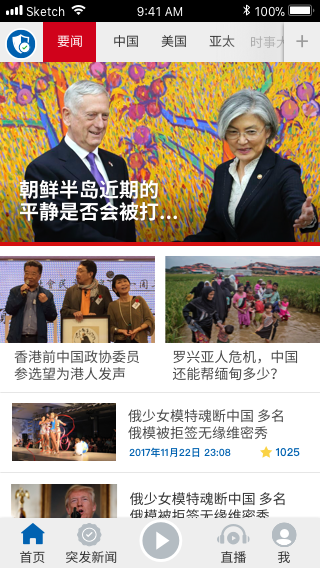 Sketch 9:41 AM 100%
要闻 中国 美国 亚太 时事大
朝鲜半岛近期的
平静是否会被打...
香港前中国政协委员
参选望为港人发声
罗兴亚人危机，中国
还能帮缅甸多少？
俄少女模特魂断中国 多名
俄模被拒签无缘维密秀
2017年11月22日 23:08 1025
俄少女模特魂断中国 多名
俄模被拒签无缘维密秀
首页 突发新闻 直播 我